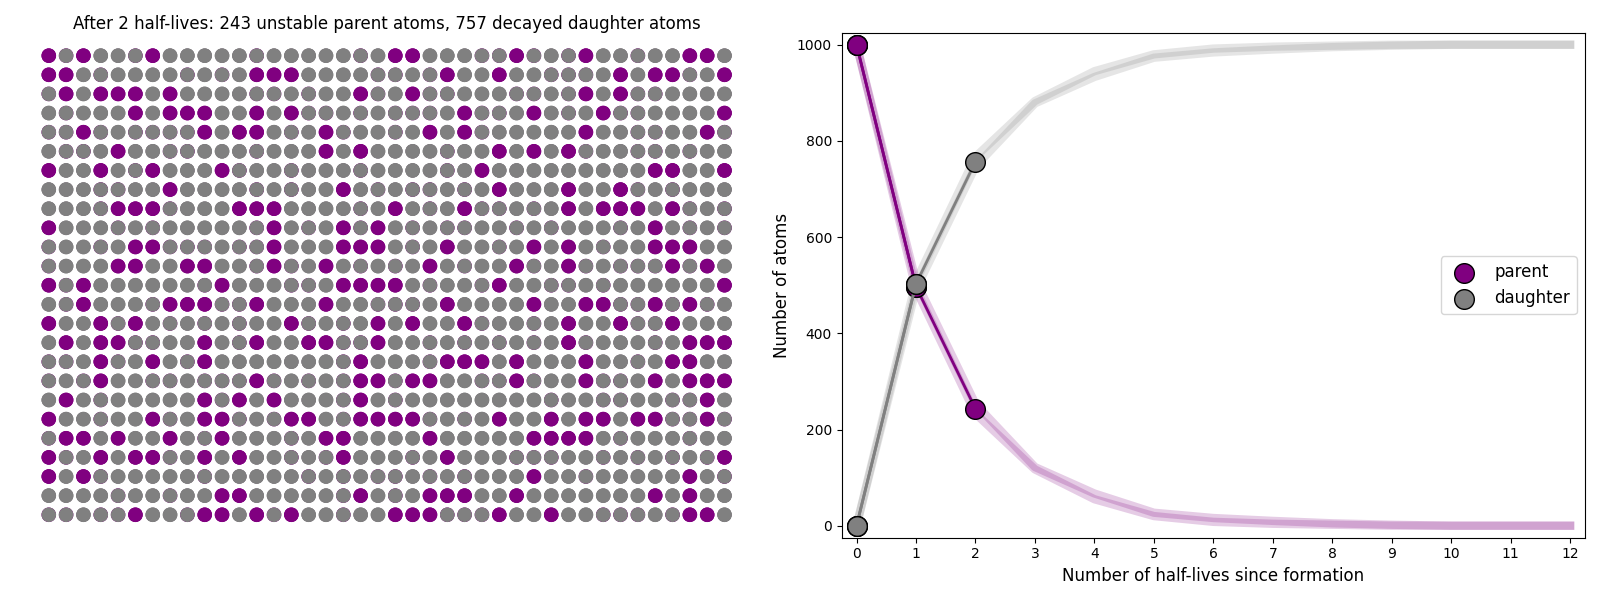 After 2 half-lives: 243 unstable parent atoms, 757 decayed daughter atoms
1000
800
600
400
200
0
Number of atoms
parent
daughter
0 1 2 3 4 5 6 7 8 9 10 11 12
Number of half-lives since formation